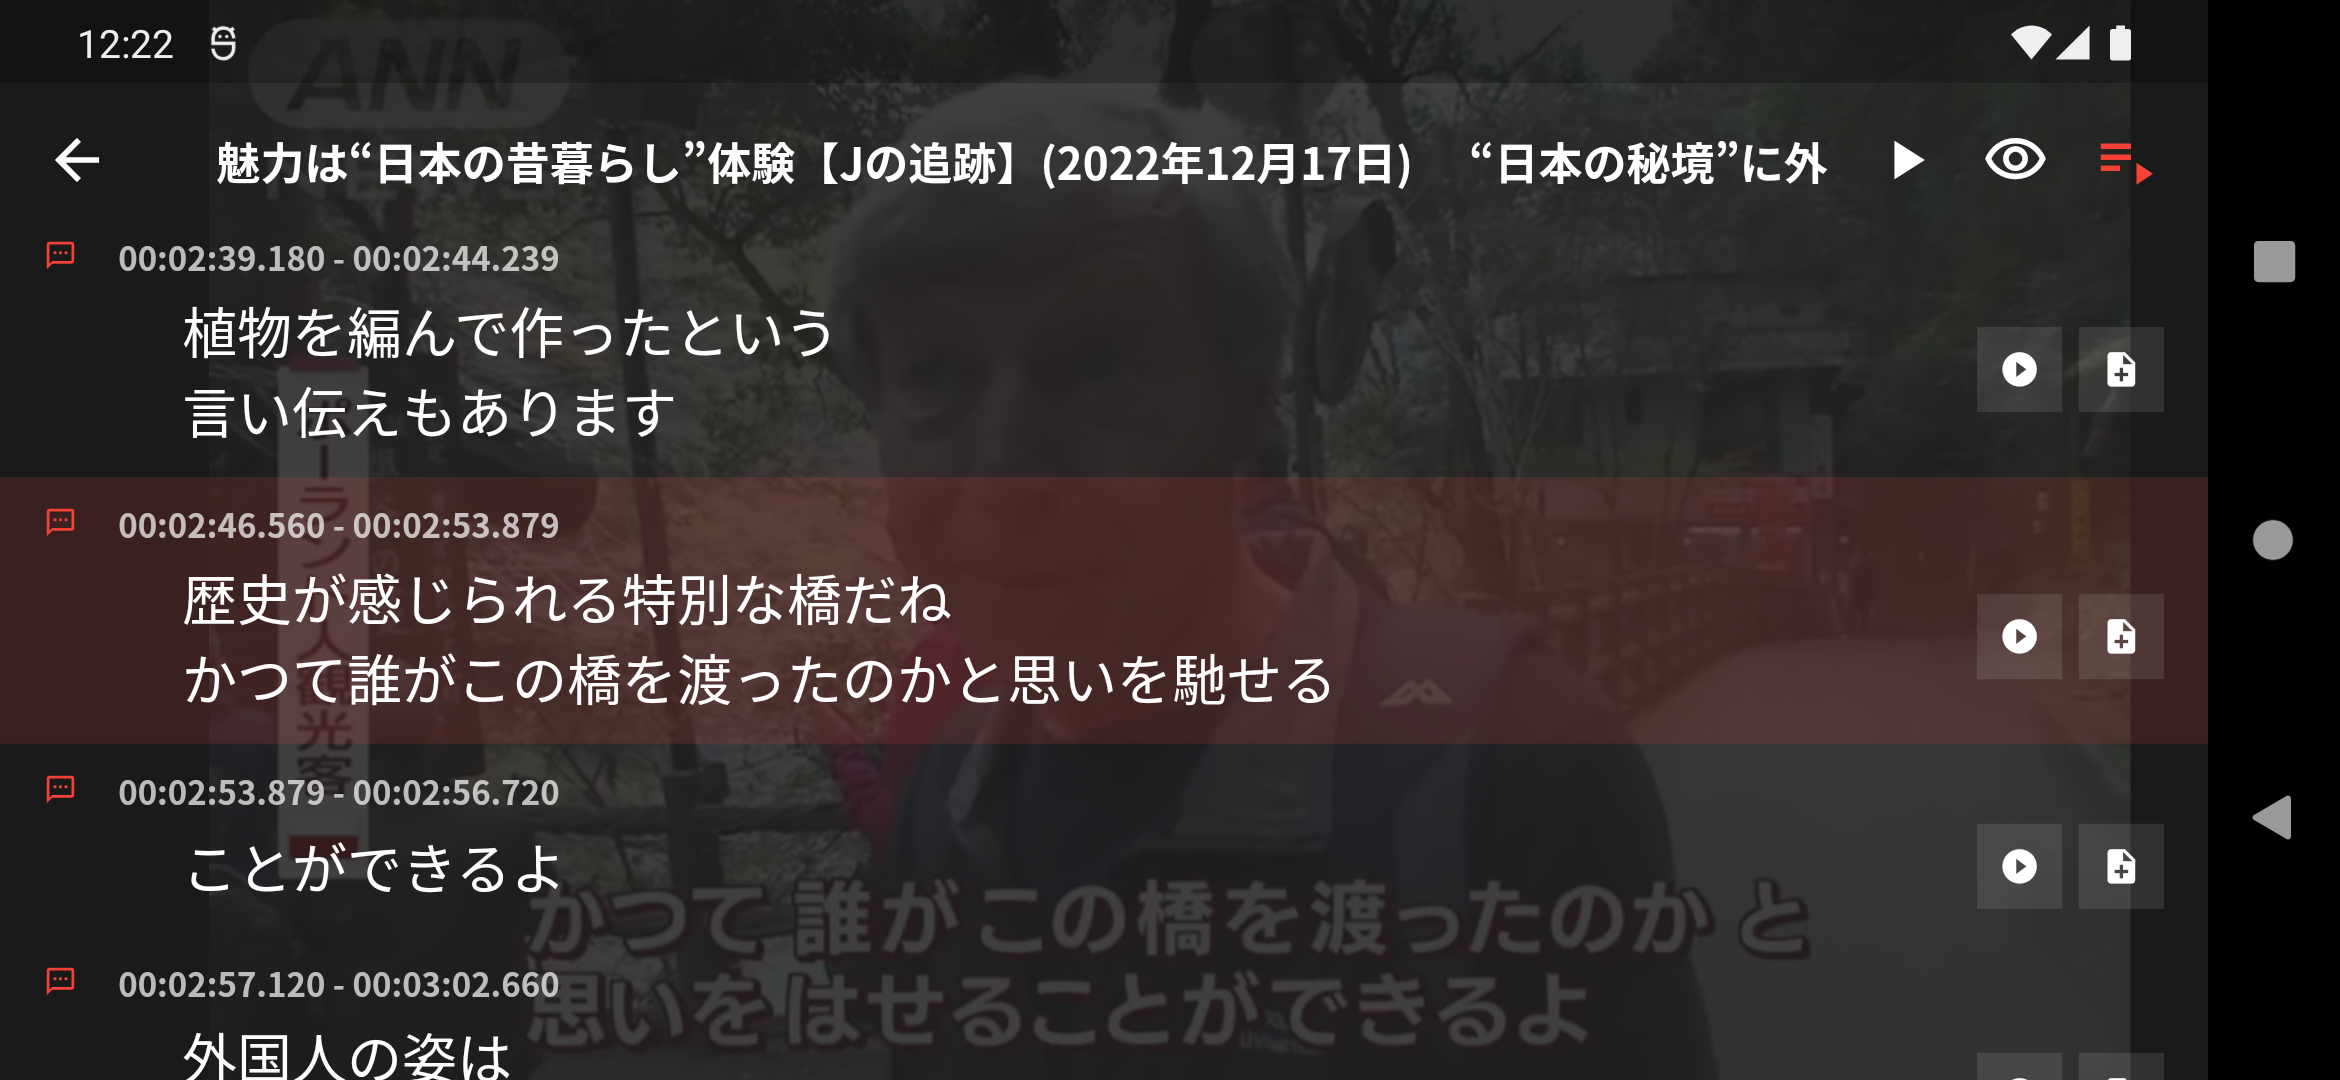 12:22
ANN
魅力は“日本の昔暮らし”体験【Jの追跡】(2022年12月17日) “日本の秘境”に外
00:02:39.180 - 00:02:44.239
植物を編んで作ったという
言い伝えもあります
00:02:46.560 - 00:02:53.879
歴史が感じられる特別な橋だね
かつて誰がこの橋を渡ったのかと思いを馳せる
00:02:53.879 - 00:02:56.720
ことができるよ
00:02:57.120 - 00:03:02.660
外国人の姿は
ーランド人観光客
かつて 誰がこの橋を渡ったのか と
思いをはせることができるよ